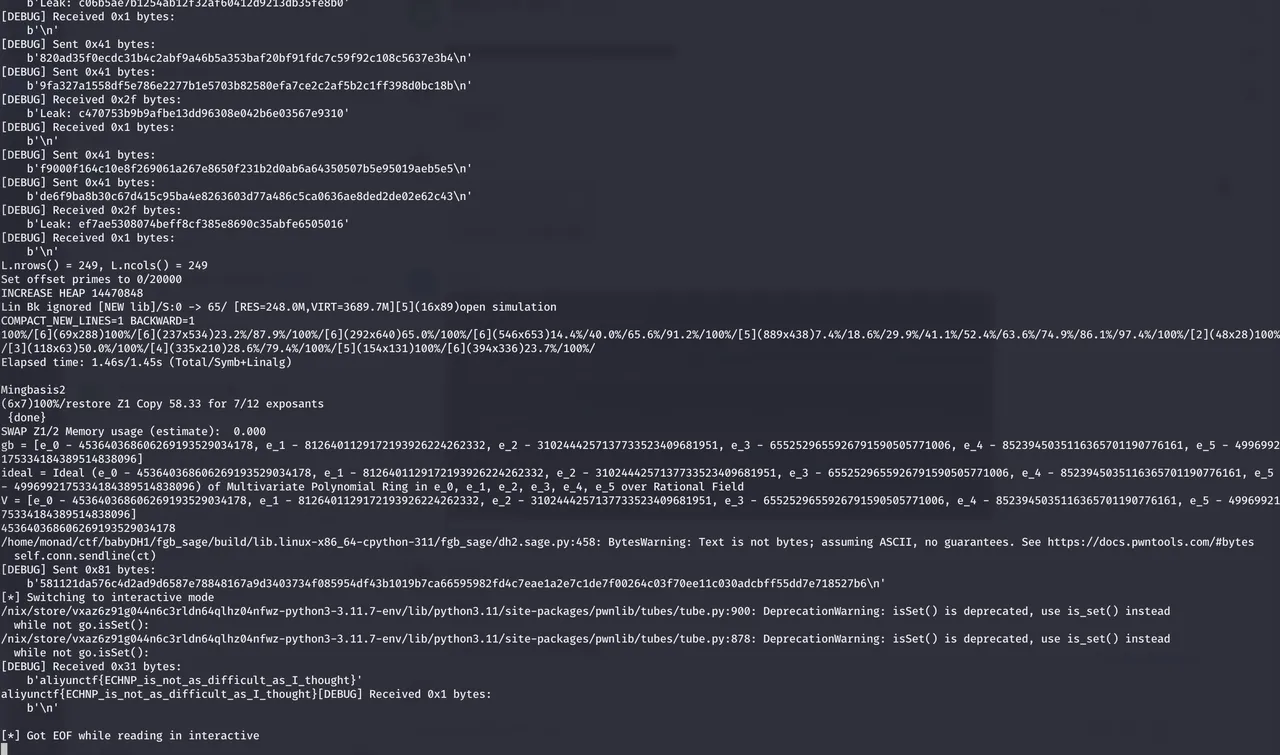 b'Leak: c06b5ae7b1254ab12f32af60412d9213db35fe8b0'
[DEBUG] Received 0x1 bytes:
b'\n'
[DEBUG] Sent 0x41 bytes:
b'820ad35f0ecdc31b4c2abf9a46b5a353baf20bf91fdc7c59f92c108c5637e3b4\n'
[DEBUG] Sent 0x41 bytes:
b'9fa327a1558df5e786e2277b1e5703b82580efa7ce2c2af5b2c1ff398d0bc18b\n'
[DEBUG] Received 0x2f bytes:
b'Leak: c470753b9b9afbe13dd96308e042b6e03567e9310'
[DEBUG] Received 0x1 bytes:
b'\n'
[DEBUG] Sent 0x41 bytes:
b'f9000f164c10e8f269061a267e8650f231b2d0ab6a64350507b5e95019aeb5e5\n'
[DEBUG] Sent 0x41 bytes:
b'de6f9ba8b30c67d415c95ba4e8263603d77a486c5ca0636ae8ded2de02e62c43\n'
[DEBUG] Received 0x2f bytes:
b'Leak: ef7ae5308074beff8cf385e8690c35abfe6505016'
[DEBUG] Received 0x1 bytes:
b'\n'
L.nrows() = 249, L.ncols() = 249
Set offset primes to 0/20000
INCREASE HEAP 14470848
Lin Bk ignored [NEW lib]/S:0 -> 65/ [RES=248.0M,VIRT=3689.7M][5](16x89)open simulation
COMPACT_NEW_LINES=1 BACKWARD=1
100%/[6](69x288)100%/[6](237x534)23.2%/87.9%/100%/[6](292x640)65.0%/100%/[6](546x653)14.4%/40.0%/65.6%/91.2%/100%/[5](889x438)7.4%/18.6%/29.9%/41.1%/52.4%/63.6%/74.9%/86.1%/97.4%/100%/[2](48x28)100%
/[3](118x63)50.0%/100%/[4](335x210)28.6%/79.4%/100%/[5](154x131)100%/[6](394x336)23.7%/100%/
Elapsed time: 1.46s/1.45s (Total/Symb+Linalg)
Mingbasis2
(6x7)100%/restore Z1 Copy 58.33 for 7/12 exposants
{done}
SWAP Z1/2 Memory usage (estimate):  0.000
gb = [e_0 - 453640368606269193529034178, e_1 - 8126401129172193926224262332, e_2 - 3102444257137733523409681951, e_3 - 6552529655926791590505771006, e_4 - 8523945035116365701190776161, e_5 - 4996992
1753341843895148380​96]
ideal = Ideal (e_0 - 453640368606269193529034178, e_1 - 8126401129172193926224262332, e_2 - 3102444257137733523409681951, e_3 - 6552529655926791590505771006, e_4 - 8523945035116365701190776161, e_5
- 4996992175334184389514838096) of Multivariate Polynomial Ring in e_0, e_1, e_2, e_3, e_4, e_5 over Rational Field
V = [e_0 - 453640368606269193529034178, e_1 - 8126401129172193926224262332, e_2 - 3102444257137733523409681951, e_3 - 6552529655926791590505771006, e_4 - 8523945035116365701190776161, e_5 - 49969921
75334184389514838096]
453640368606269193529034178
/home/monad/ctf/babyDH1/fgb_sage/build/lib.linux-x86_64-cpython-311/fgb_sage/dh2.sage.py:458: BytesWarning: Text is not bytes; assuming ASCII, no guarantees. See https://docs.pwntools.com/#bytes
self.conn.sendline(ct)
[DEBUG] Sent 0x81 bytes:
b'581121da576c4d2ad9d6587e78848167a9d3403734f085954df43b1019b7ca66595982fd4c7eae1a2e7c1de7f00264c03f70ee11c030adcbff55dd7e718527b6\n'
[*] Switching to interactive mode
/nix/store/vxaz6z91g044n6c3rldn64qlhz04nfwz-python3-3.11.7-env/lib/python3.11/site-packages/pwnlib/tubes/tube.py:900: DeprecationWarning: isSet() is deprecated, use is_set() instead
while not go.isSet():
/nix/store/vxaz6z91g044n6c3rldn64qlhz04nfwz-python3-3.11.7-env/lib/python3.11/site-packages/pwnlib/tubes/tube.py:878: DeprecationWarning: isSet() is deprecated, use is_set() instead
while not go.isSet():
[DEBUG] Received 0x31 bytes:
b'aliyunctf{ECHNP_is_not_as_difficult_as_I_thought}'
aliyunctf{ECHNP_is_not_as_difficult_as_I_thought}[DEBUG] Received 0x1 bytes:
b'\n'
[*] Got EOF while reading in interactive